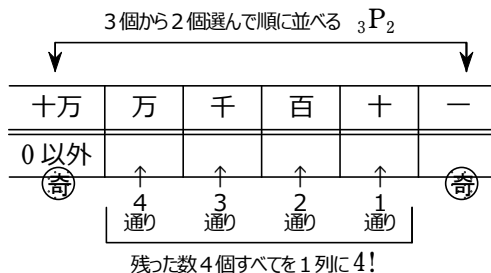 3個から2個選んで順に並べる ₃P₂
十万 万 千 百 十 一
0以外
奇 奇
↑ ↑ ↑ ↑
4 3 2 1
通り 通り 通り 通り
残った数4個すべてを1列に4!